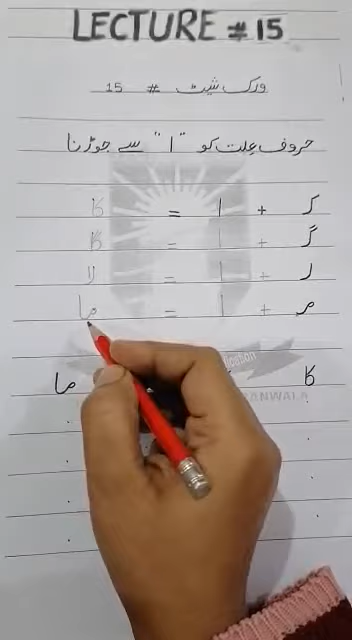 LECTURE # 15
ورک شیٹ # 15
حروف علت کو "ا" سے جوڑنا
ک + ا = کا
گ + ا = گا
ل + ا = لا
م + ا = ما
کا ما